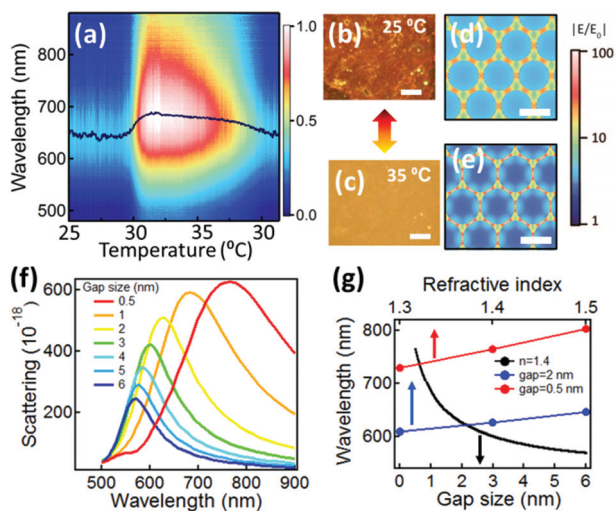 (a)
Wavelength (nm)
800
700
600
500
25
30
35
30
Temperature (⁰C)
1.0
0.5
0.0
(b)
25 ⁰C
(c)
35 ⁰C
(d)
(e)
|E/E₀|
100
10
1
(f)
Gap size (nm)
0.5
1
2
3
4
5
6
Scattering (10⁻¹⁸)
600
400
200
500 600 700 800 900
Wavelength (nm)
(g)
Refractive index
1.3 1.4 1.5
Wavelength (nm)
800
700
600
n=1.4
gap=2 nm
gap=0.5 nm
0 1 2 3 4 5 6
Gap size (nm)